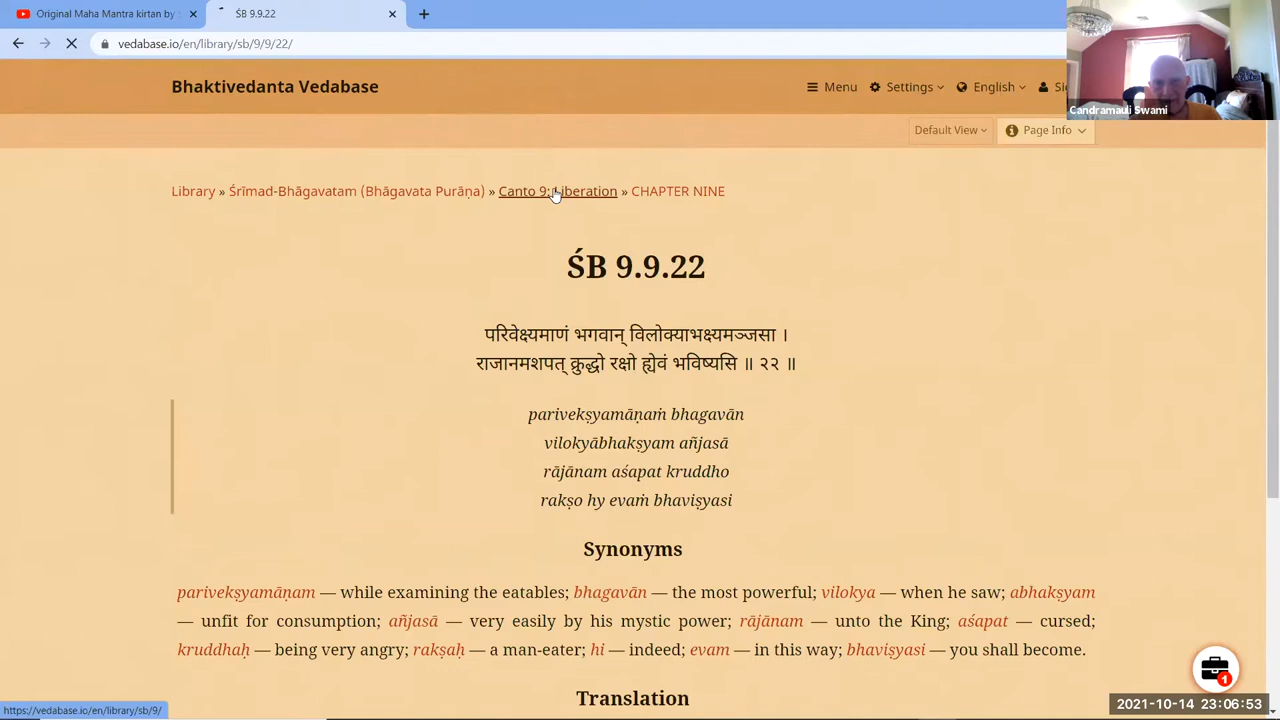 Original Maha Mantra kirtan by
ŚB 9.9.22
vedabase.io/en/library/sb/9/9/22/
Candramauli Swami
Bhaktivedanta Vedabase
Menu Settings English
Default View Page Info
Library » Śrīmad-Bhāgavatam (Bhāgavata Purāṇa) » Canto 9: Liberation » CHAPTER NINE
ŚB 9.9.22
परिवेक्ष्यमाणं भगवान् विलोक्याभक्ष्यमञ्जसा ।
राजानमशपत् क्रुद्धो रक्षो ह्येवं भविष्यसि ॥ २२ ॥
parivekṣyamāṇaṁ bhagavān
vilokyābhakṣyam añjasā
rājānam aśapat kruddho
rakṣo hy evaṁ bhaviṣyasi
Synonyms
parivekṣyamāṇam — while examining the eatables; bhagavān — the most powerful; vilokya — when he saw; abhakṣyam
— unfit for consumption; añjasā — very easily by his mystic power; rājānam — unto the King; aśapat — cursed;
kruddhaḥ — being very angry; rakṣaḥ — a man-eater; hi — indeed; evam — in this way; bhaviṣyasi — you shall become.
1
Translation
https://vedabase.io/en/library/sb/9/
2021-10-14 23:06:53